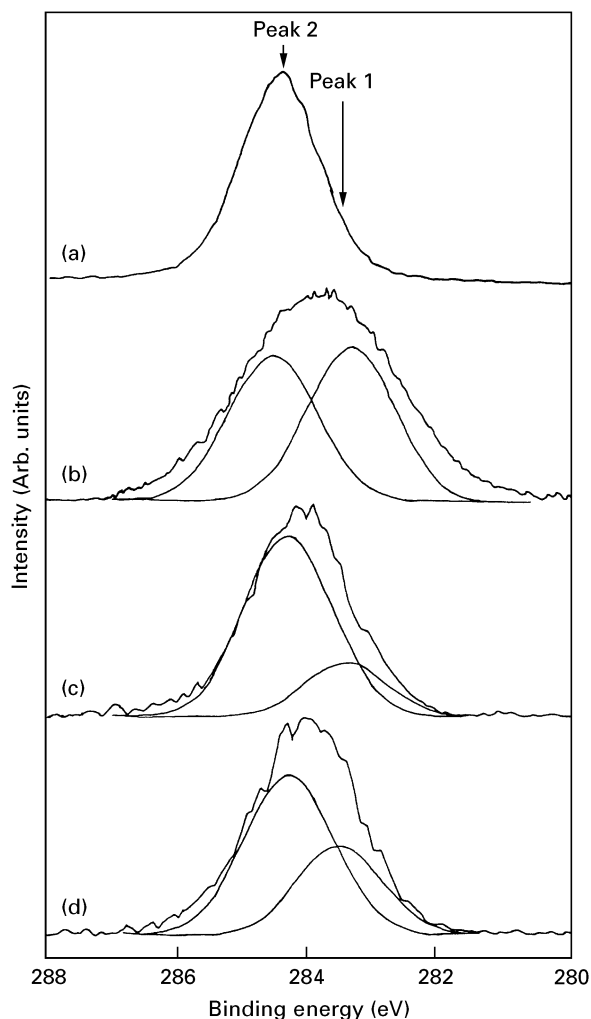 Peak 2
Peak 1
(a)
(b)
(c)
(d)
Intensity (Arb. units)
288 286 284 282 280
Binding energy (eV)